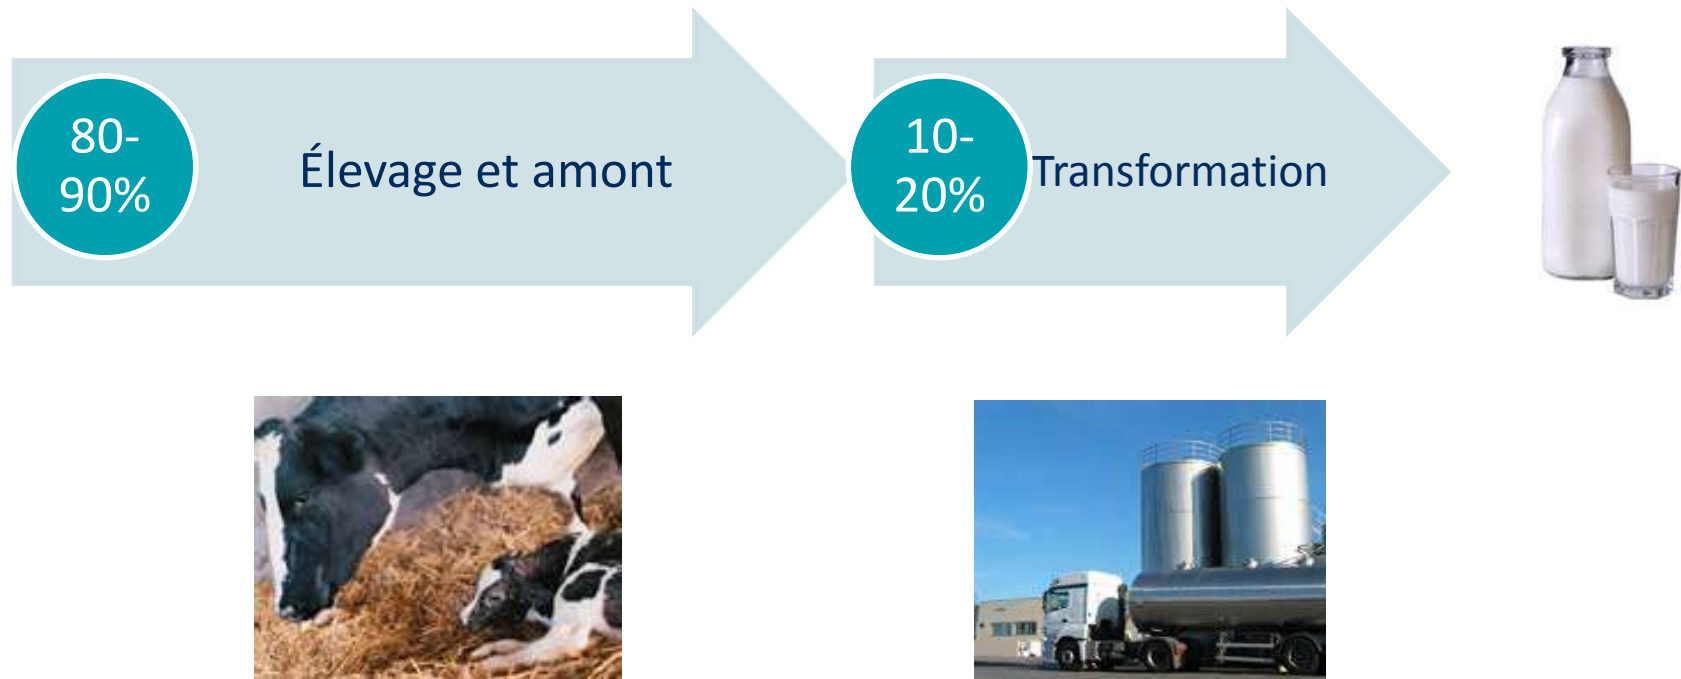 80-
90%
Élevage et amont
10-
20%
Transformation